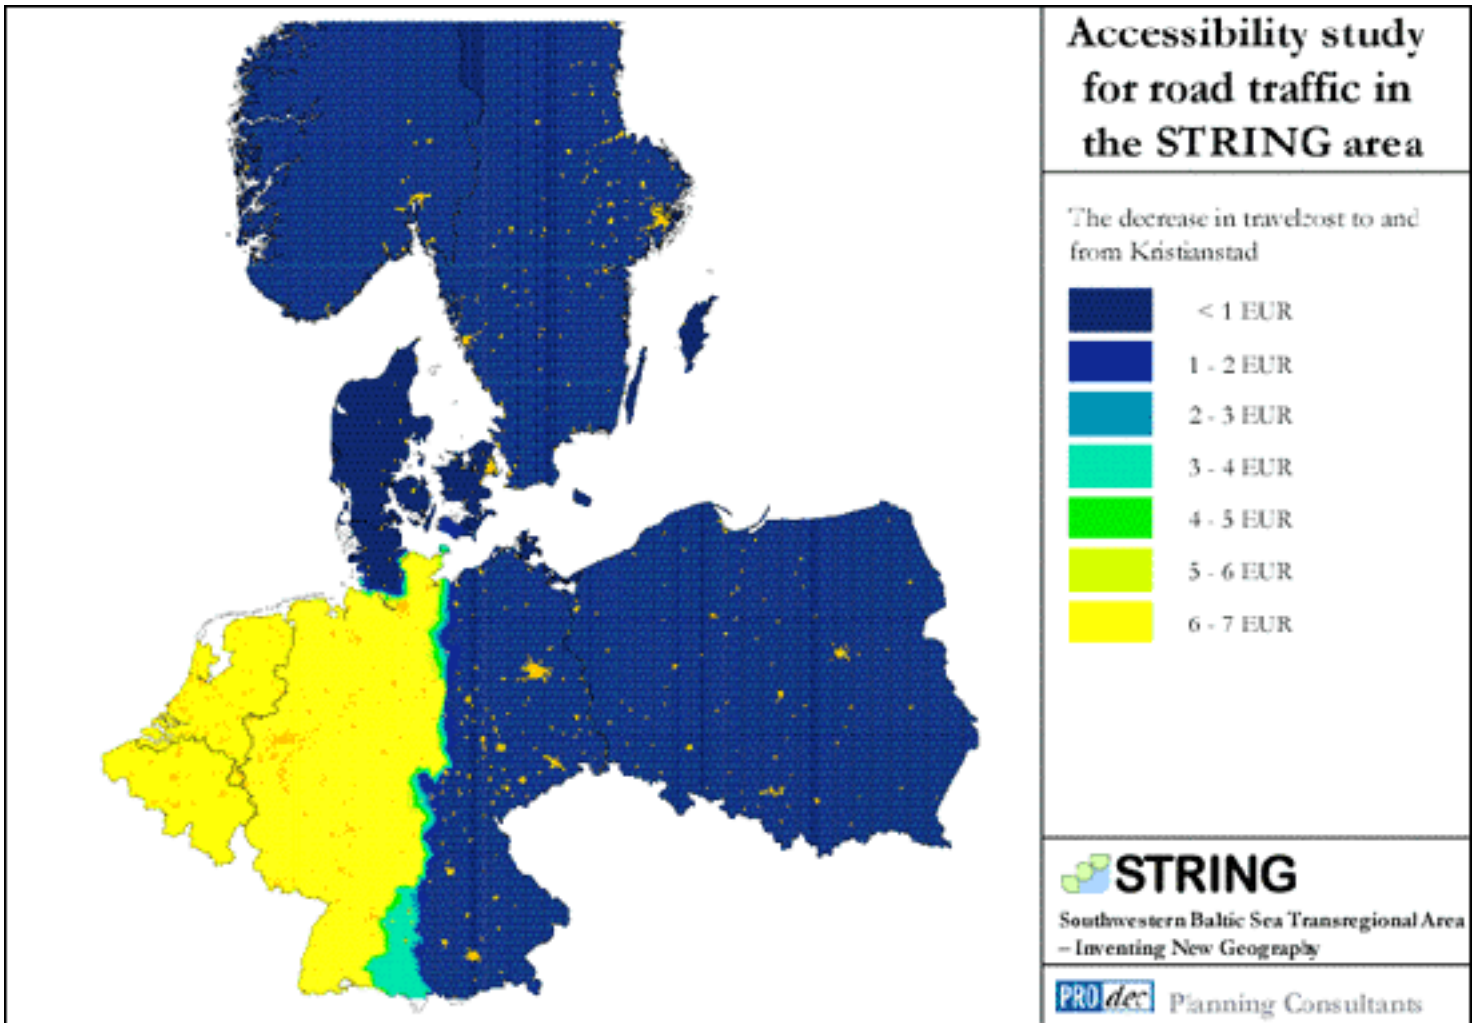 Accessibility study
for road traffic in
the STRING area
The decrease in travelcost to and
from Kristianstad
< 1 EUR
1 - 2 EUR
2 - 3 EUR
3 - 4 EUR
4 - 5 EUR
5 - 6 EUR
6 - 7 EUR
STRING
Southwestern Baltic Sea Transregional Area
– Inventing New Geography
PROdec Planning Consultants